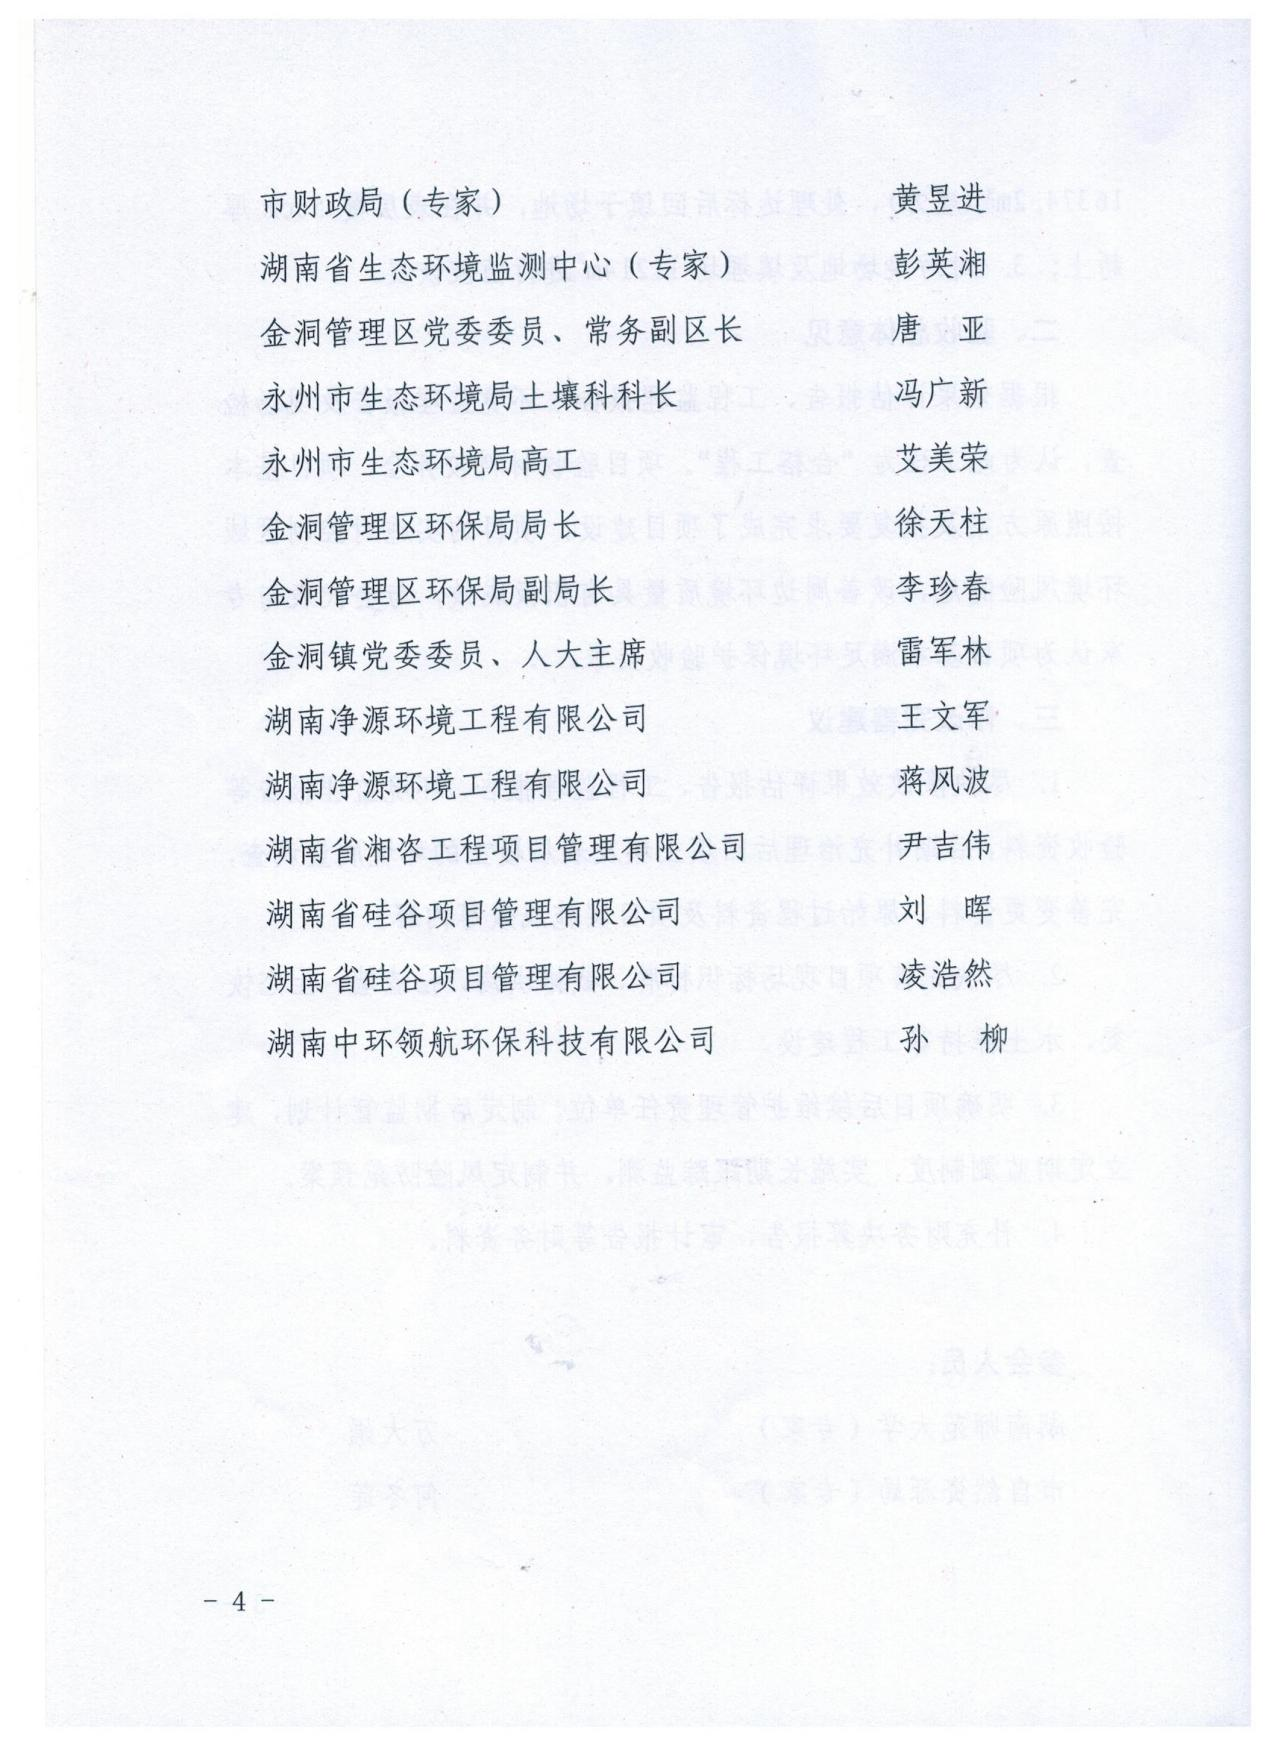 市财政局（专家） 黄昱进
湖南省生态环境监测中心（专家） 彭英湘
金洞管理区党委委员、常务副区长 唐 亚
永州市生态环境局土壤科科长 冯广新
永州市生态环境局高工 艾美荣
金洞管理区环保局局长 徐天柱
金洞管理区环保局副局长 李珍春
金洞镇党委委员、人大主席 雷军林
湖南净源环境工程有限公司 王文军
湖南净源环境工程有限公司 蒋枫波
湖南省湘咨工程项目管理有限公司 尹吉伟
湖南省硅谷项目管理有限公司 刘 晖
湖南省硅谷项目管理有限公司 凌浩然
湖南中环领航环保科技有限公司 孙 柳
- 4 -